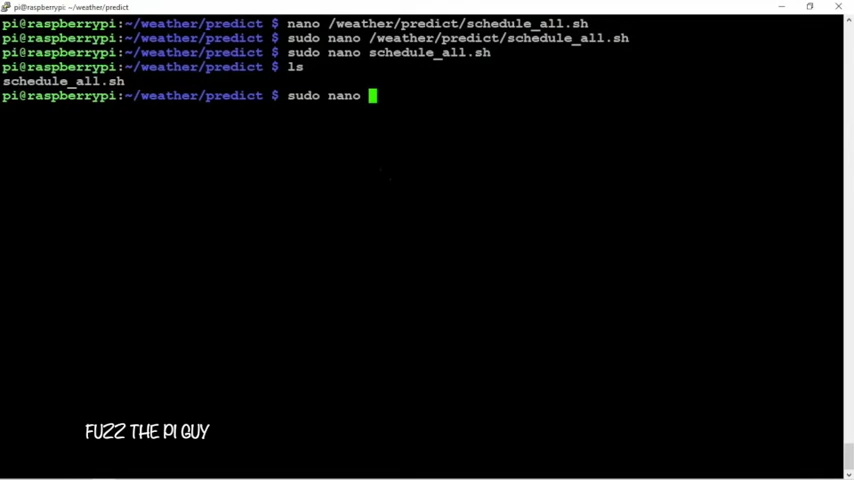 pi@raspberrypi: ~/weather/predict
pi@raspberrypi:~/weather/predict $ nano /weather/predict/schedule_all.sh
pi@raspberrypi:~/weather/predict $ sudo nano /weather/predict/schedule_all.sh
pi@raspberrypi:~/weather/predict $ sudo nano schedule_all.sh
pi@raspberrypi:~/weather/predict $ ls
schedule_all.sh
pi@raspberrypi:~/weather/predict $ sudo nano
FUZZ THE PI GUY